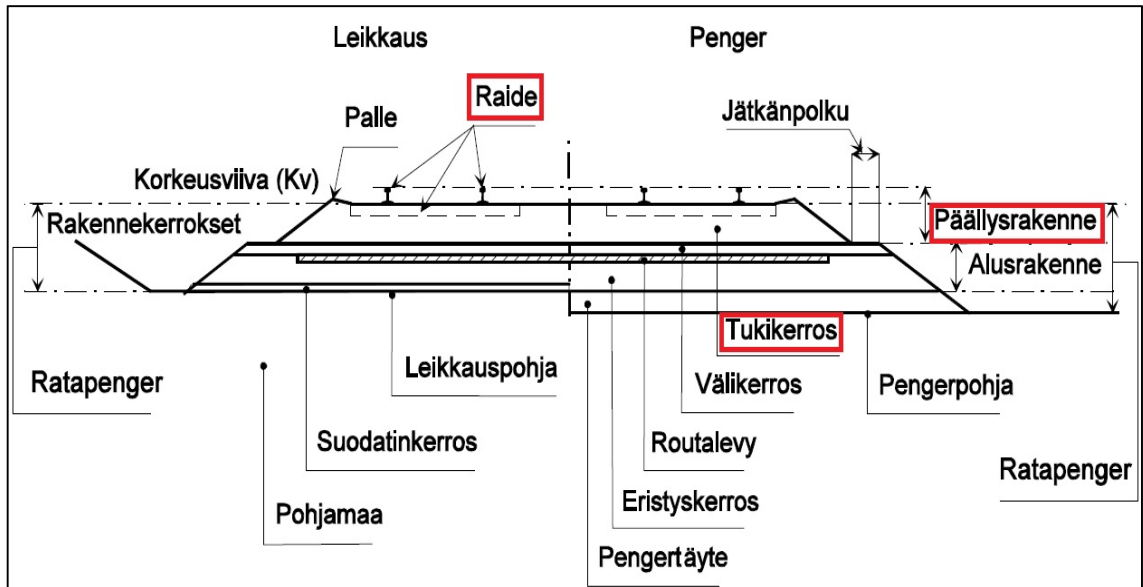 Leikkaus
Penger
Raide
Jätkänpolku
Palle
Korkeusviiva (Kv)
Rakennekerrokset
Päällysrakenne
Alusrakenne
Tukikerros
Ratapenger
Leikkauspohja
Välikerros
Pengerpohja
Suodatinkerros
Routalevy
Ratapenger
Eristyskerros
Pohjamaa
Pengertäyte